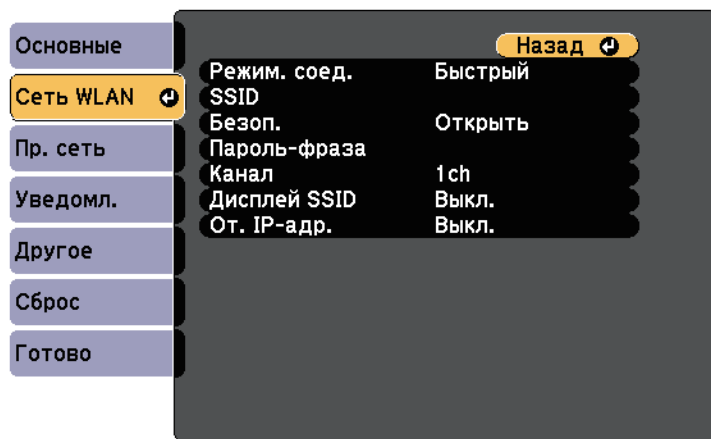 Основные
Сеть WLAN
Пр. сеть
Уведомл.
Другое
Сброс
Готово
Назад
Режим. соед. Быстрый
SSID
Безоп. Открыть
Пароль-фраза
Канал 1ch
Дисплей SSID Выкл.
От. IP-адр. Выкл.